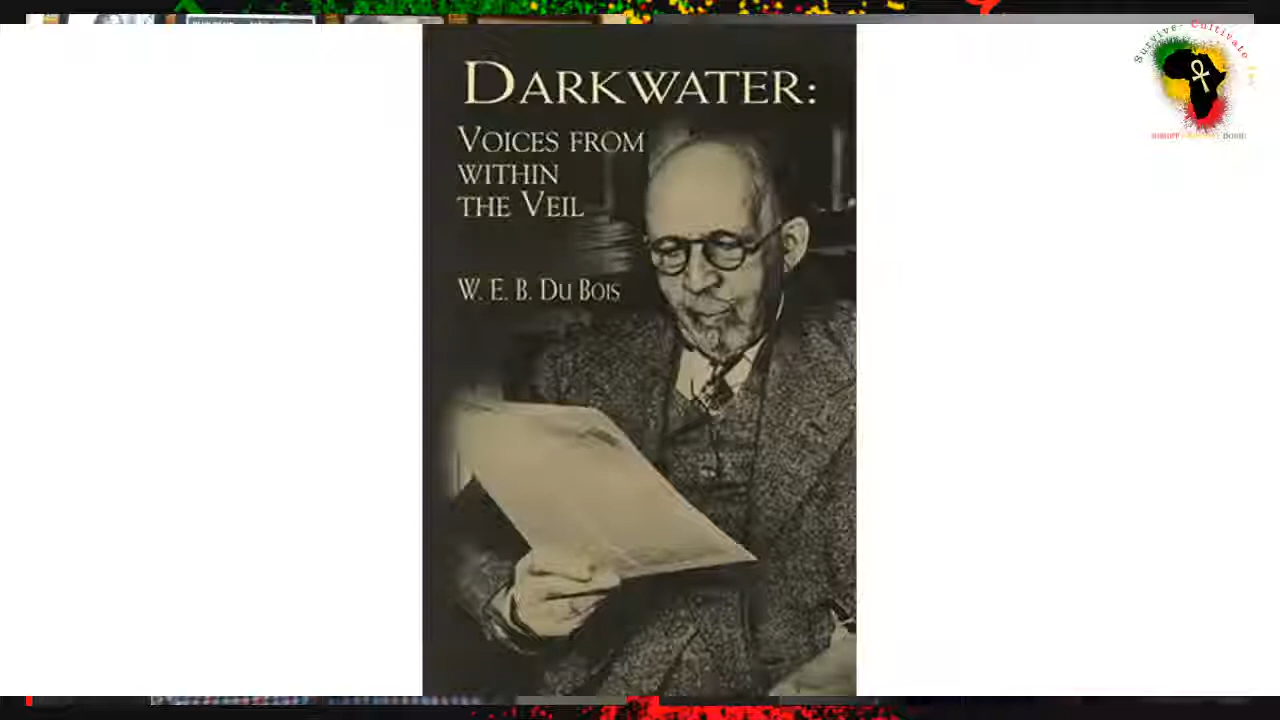 DARKWATER:
VOICES FROM
WITHIN
THE VEIL
W. E. B. DU BOIS
Survive- Cultivate